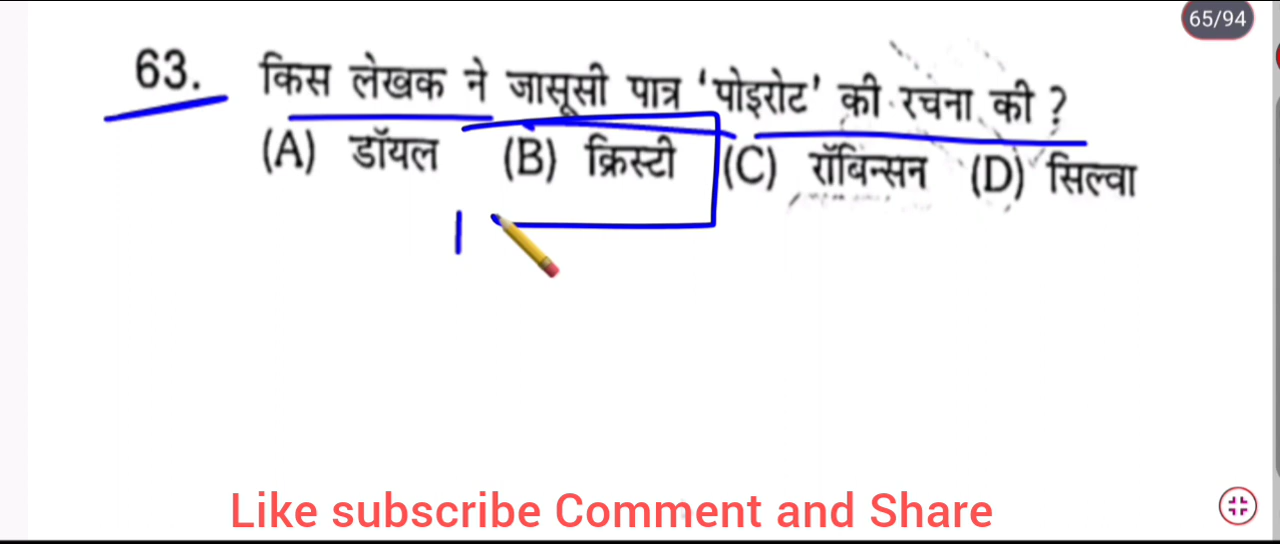 65/94
63. किस लेखक ने जासूसी पात्र 'पोइरोट' की रचना की ?
(A) डॉयल (B) क्रिस्टी (C) रॉबिन्सन (D) सिल्वा
Like subscribe Comment and Share